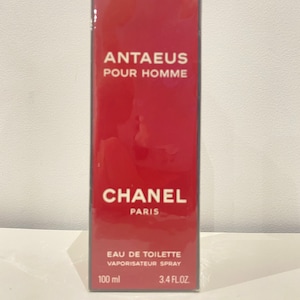 ANTAEUS
POUR HOMME
CHANEL
PARIS
EAU DE TOILETTE
VAPORISATEUR SPRAY
100 ml 3.4 FL.OZ.